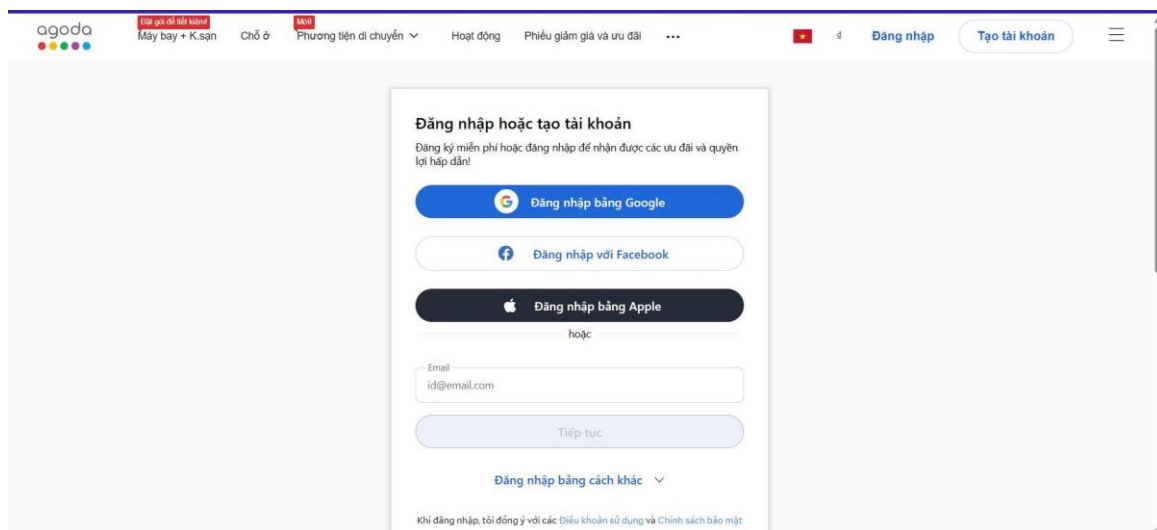 agoda
Đặt gói để tiết kiệm!
Máy bay + K.sạn
Chỗ ở
Mới!
Phương tiện di chuyển
Hoạt động
Phiếu giảm giá và ưu đãi
•••
₫
Đăng nhập
Tạo tài khoản
Đăng nhập hoặc tạo tài khoản
Đăng ký miễn phí hoặc đăng nhập để nhận được các ưu đãi và quyền
lợi hấp dẫn!
Đăng nhập bằng Google
Đăng nhập với Facebook
Đăng nhập bằng Apple
hoặc
Email
id@email.com
Tiếp tục
Đăng nhập bằng cách khác
Khi đăng nhập, tôi đồng ý với các Điều khoản sử dụng và Chính sách bảo mật